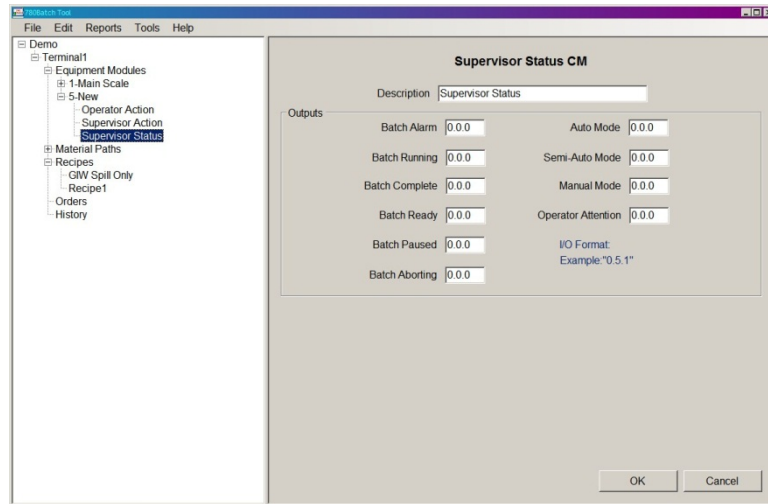 780Batch Tool
File Edit Reports Tools Help
Demo
Terminal1
Equipment Modules
1-Main Scale
5-New
Operator Action
Supervisor Action
Supervisor Status
Material Paths
Recipes
GIW Spill Only
Recipe1
Orders
History
Supervisor Status CM
Description Supervisor Status
Outputs
Batch Alarm 0.0.0 Auto Mode 0.0.0
Batch Running 0.0.0 Semi-Auto Mode 0.0.0
Batch Complete 0.0.0 Manual Mode 0.0.0
Batch Ready 0.0.0 Operator Attention 0.0.0
Batch Paused 0.0.0 I/O Format:
Example:"0.5.1"
Batch Aborting 0.0.0
OK Cancel